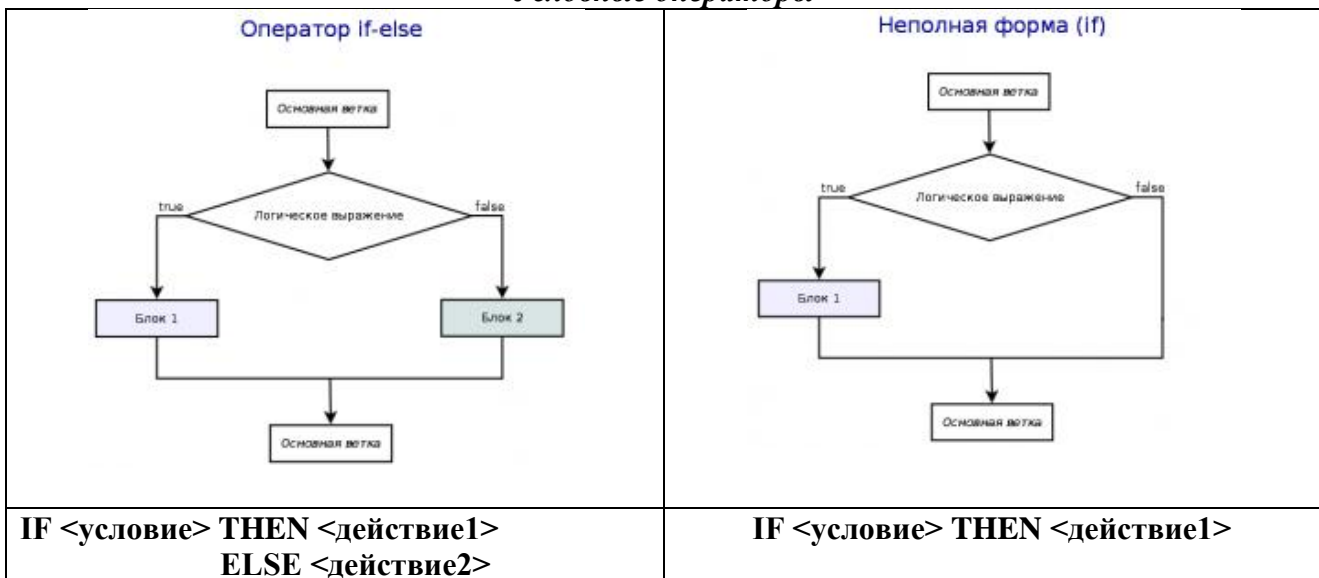 Условные операторы
Оператор if-else
Основная ветка
true
Логическое выражение
false
Блок 1
Блок 2
Основная ветка
IF <условие> THEN <действие1>
ELSE <действие2>
Неполная форма (if)
Основная ветка
true
Логическое выражение
false
Блок 1
Основная ветка
IF <условие> THEN <действие1>